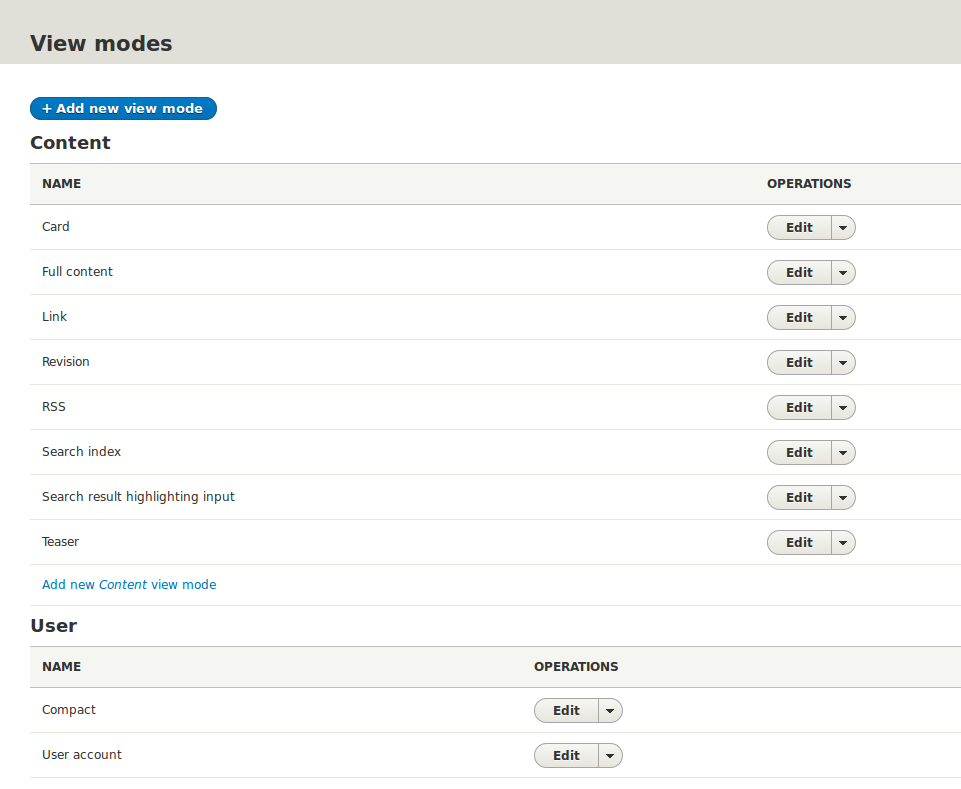 View modes
+ Add new view mode
Content
NAME OPERATIONS
Card Edit
Full content Edit
Link Edit
Revision Edit
RSS Edit
Search index Edit
Search result highlighting input Edit
Teaser Edit
Add new Content view mode
User
NAME OPERATIONS
Compact Edit
User account Edit